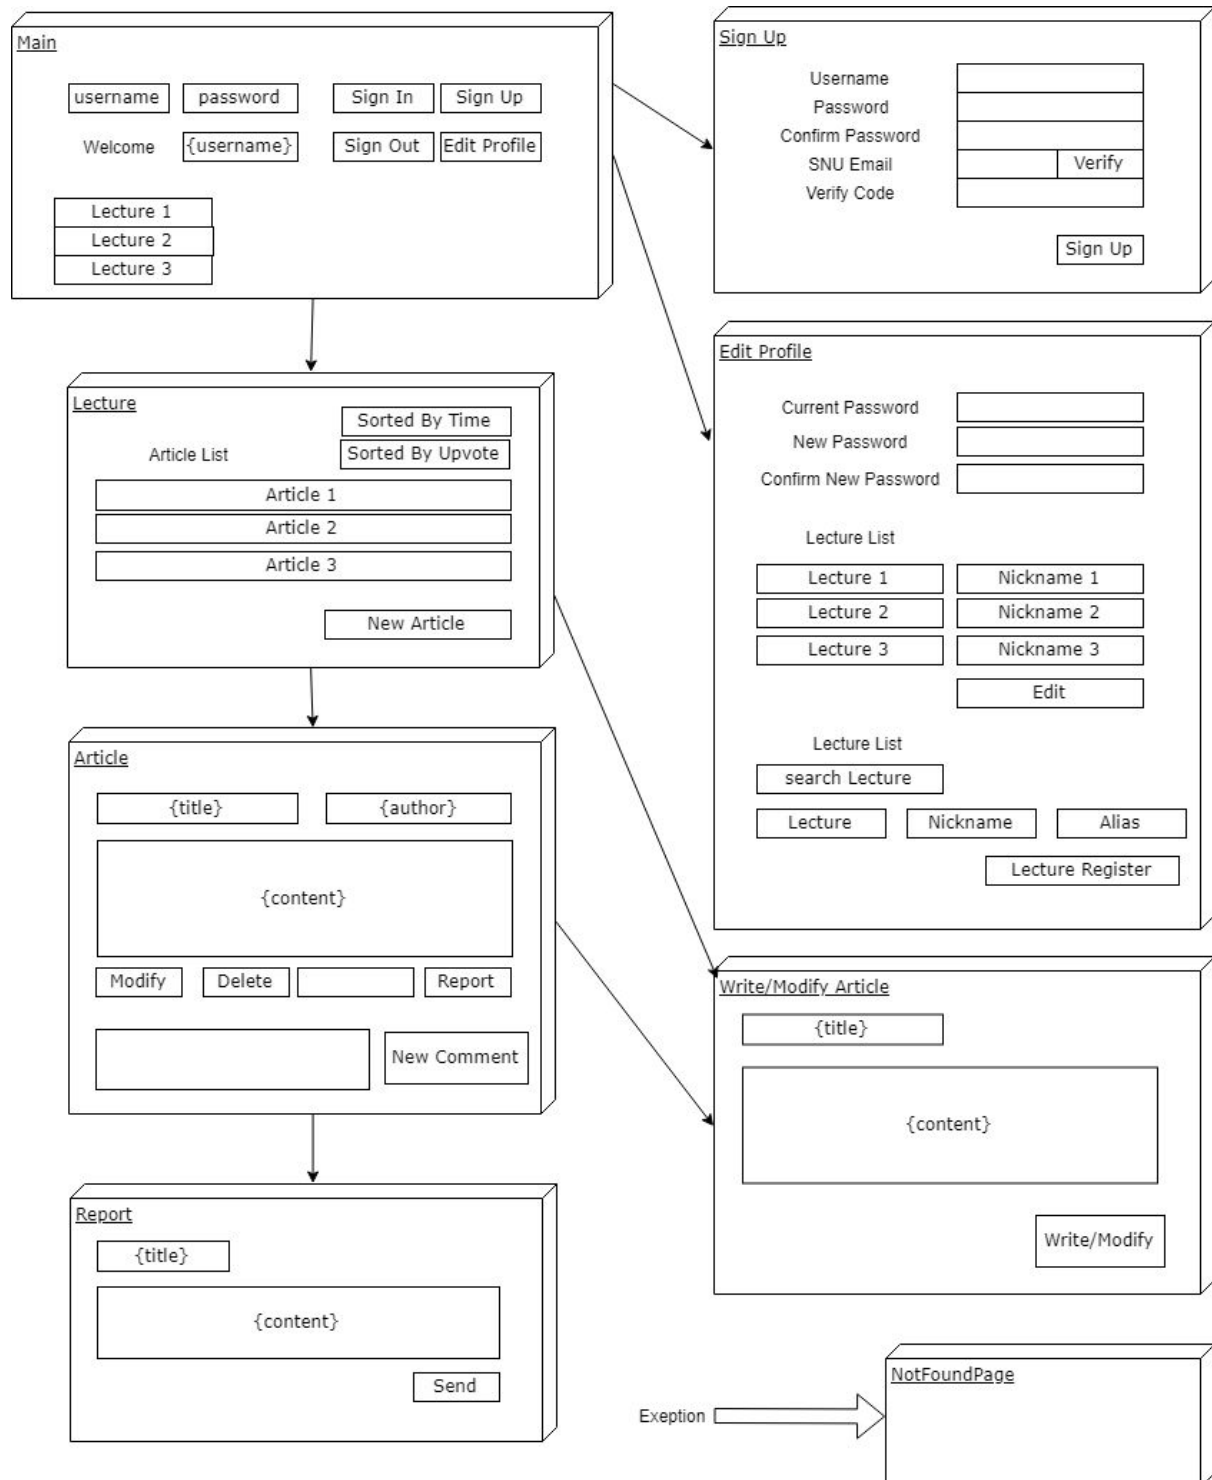 Main
username password Sign In Sign Up
Welcome {username} Sign Out Edit Profile
Lecture 1
Lecture 2
Lecture 3
Sign Up
Username
Password
Confirm Password
SNU Email Verify
Verify Code
Sign Up
Lecture
Sorted By Time
Article List Sorted By Upvote
Article 1
Article 2
Article 3
New Article
Edit Profile
Current Password
New Password
Confirm New Password
Lecture List
Lecture 1 Nickname 1
Lecture 2 Nickname 2
Lecture 3 Nickname 3
Edit
Lecture List
search Lecture
Lecture Nickname Alias
Lecture Register
Article
{title} {author}
{content}
Modify Delete Report
New Comment
Write/Modify Article
{title}
{content}
Write/Modify
Report
{title}
{content}
Send
Exeption
NotFoundPage